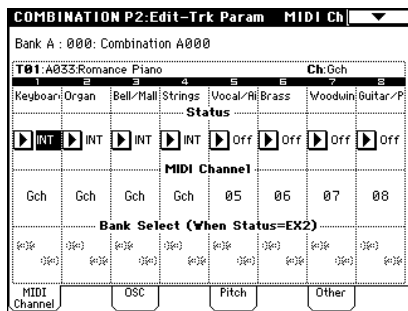 COMBINATION P2:Edit-Trk Param MIDI Ch
Bank A : 000: Combination A000
T01:A033:Romance Piano Ch:Gch
1 2 3 4 5 6 7 8
Keyboar Organ Bell/Mall Strings Vocal/Ai Brass Woodwin Guitar/P
Status
INT INT INT INT Off Off Off Off
MIDI Channel
Gch Gch Gch Gch 05 06 07 08
Bank Select (When Status=EX2)
MIDI Channel OSC Pitch Other